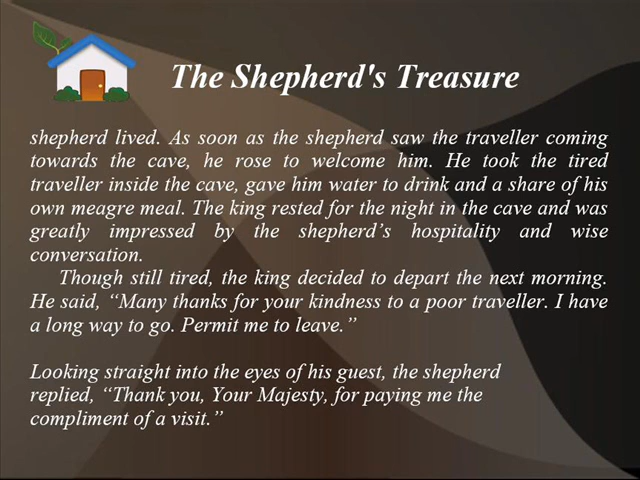 The Shepherd's Treasure
shepherd lived. As soon as the shepherd saw the traveller coming
towards the cave, he rose to welcome him. He took the tired
traveller inside the cave, gave him water to drink and a share of his
own meagre meal. The king rested for the night in the cave and was
greatly impressed by the shepherd’s hospitality and wise
conversation.
Though still tired, the king decided to depart the next morning.
He said, “Many thanks for your kindness to a poor traveller. I have
a long way to go. Permit me to leave.”
Looking straight into the eyes of his guest, the shepherd
replied, “Thank you, Your Majesty, for paying me the
compliment of a visit.”